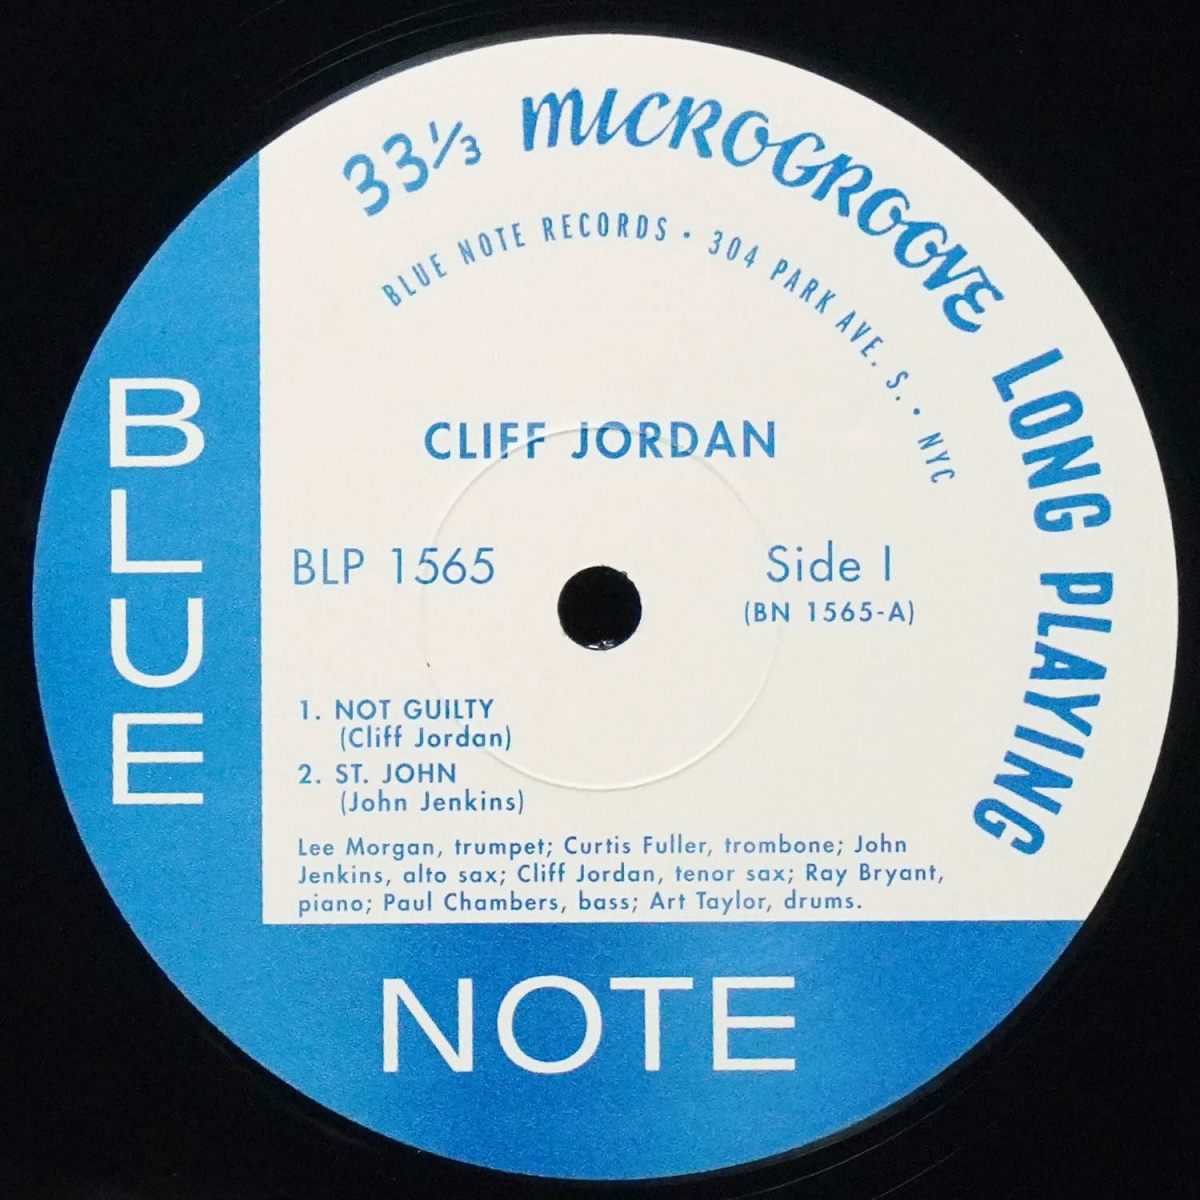 33⅓ MICROGROOVE LONG PLAYING
BLUE NOTE RECORDS • 304 PARK AVE. S. • NYC
CLIFF JORDAN
BLP 1565
Side I
(BN 1565-A)
1. NOT GUILTY
(Cliff Jordan)
2. ST. JOHN
(John Jenkins)
Lee Morgan, trumpet; Curtis Fuller, trombone; John
Jenkins, alto sax; Cliff Jordan, tenor sax; Ray Bryant,
piano; Paul Chambers, bass; Art Taylor, drums.
BLUE
NOTE